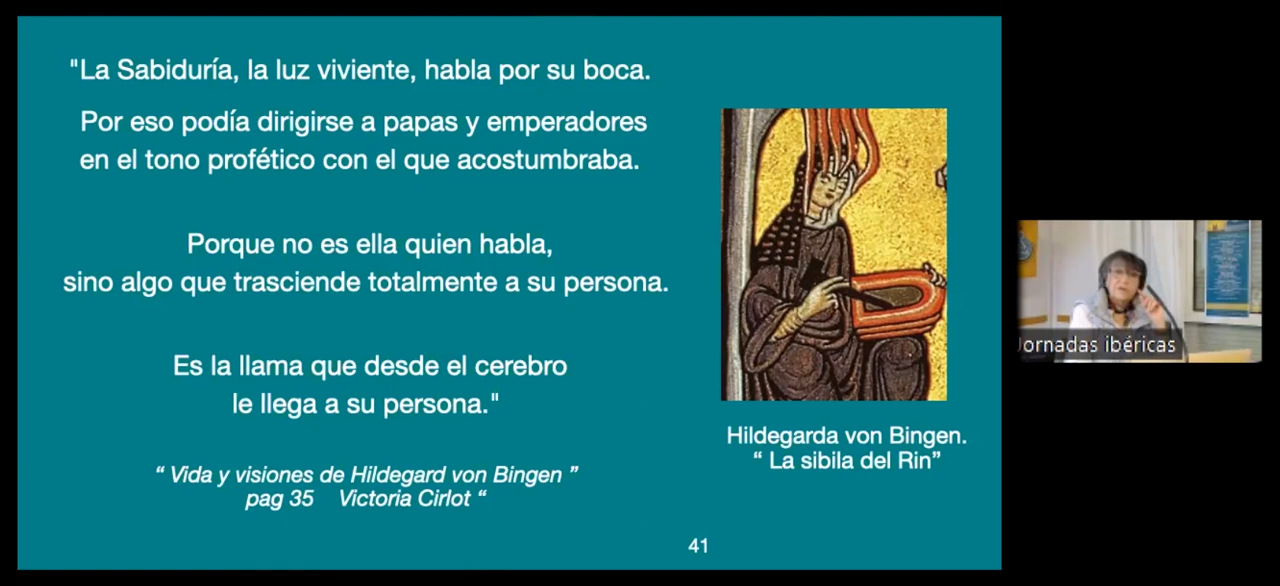 "La Sabiduría, la luz viviente, habla por su boca.
Por eso podía dirigirse a papas y emperadores
en el tono profético con el que acostumbraba.
Porque no es ella quien habla,
sino algo que trasciende totalmente a su persona.
Es la llama que desde el cerebro
le llega a su persona."
“ Vida y visiones de Hildegard von Bingen ”
pag 35 Victoria Cirlot “
Hildegarda von Bingen.
“ La sibila del Rin”
41
Jornadas ibéricas